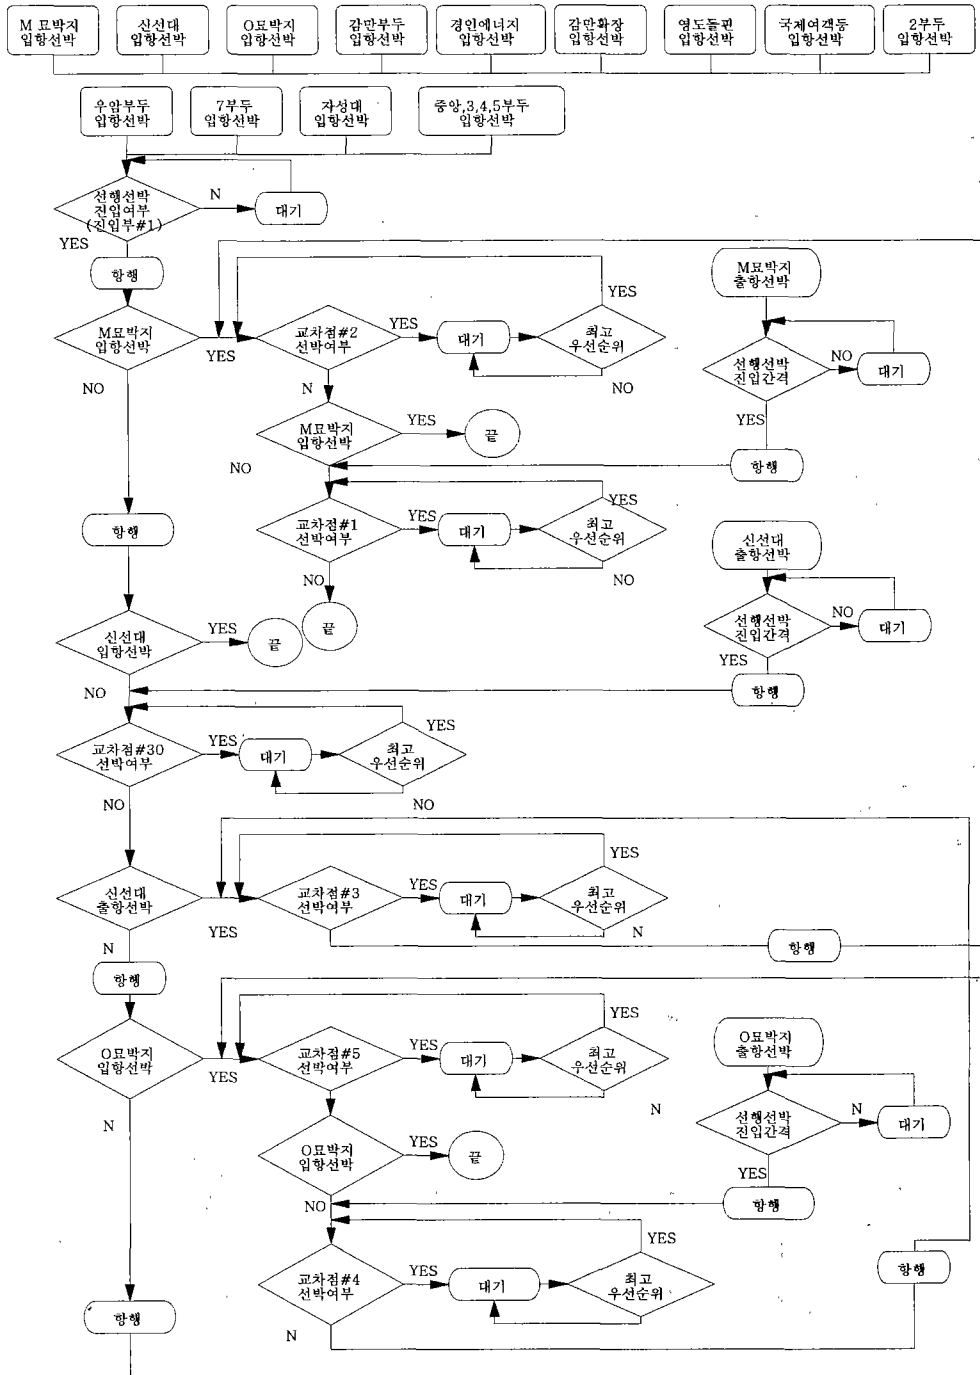 M 묘박지
입항선박
신선대
입항선박
O묘박지
입항선박
감만부두
입항선박
경인에너지
입항선박
감만확장
입항선박
영도돌핀
입항선박
국제여객등
입항선박
2부두
입항선박
우암부두
입항선박
7부두
입항선박
자성대
입항선박
중앙,3,4,5부두
입항선박
선행선박
진입여부
(진입부#1)
N
대기
YES
항행
M묘박지
입항선박
YES
교차점#2
선박여부
YES
대기
최고
우선순위
YES
NO
M묘박지
출항선박
선행선박
진입간격
NO
대기
YES
항행
NO
N
M묘박지
입항선박
YES
끝
NO
교차점#1
선박여부
YES
대기
최고
우선순위
YES
NO
NO
끝
항행
신선대
출항선박
선행선박
진입간격
NO
대기
YES
항행
신선대
입항선박
YES
끝
NO
교차점#30
선박여부
YES
대기
최고
우선순위
YES
NO
NO
신선대
출항선박
YES
교차점#3
선박여부
YES
대기
최고
우선순위
YES
N
항행
N
항행
O묘박지
입항선박
YES
교차점#5
선박여부
YES
대기
최고
우선순위
YES
N
O묘박지
출항선박
선행선박
진입간격
N
대기
YES
항행
N
O묘박지
입항선박
YES
끝
NO
교차점#4
선박여부
YES
대기
최고
우선순위
YES
항행
N
항행